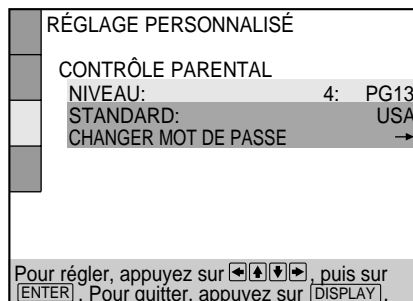 RÉGLAGE PERSONNALISÉ
CONTRÔLE PARENTAL
NIVEAU: 4: PG13
STANDARD: USA
CHANGER MOT DE PASSE →
Pour régler, appuyez sur ←↑↓→, puis sur
ENTER. Pour quitter, appuyez sur DISPLAY.